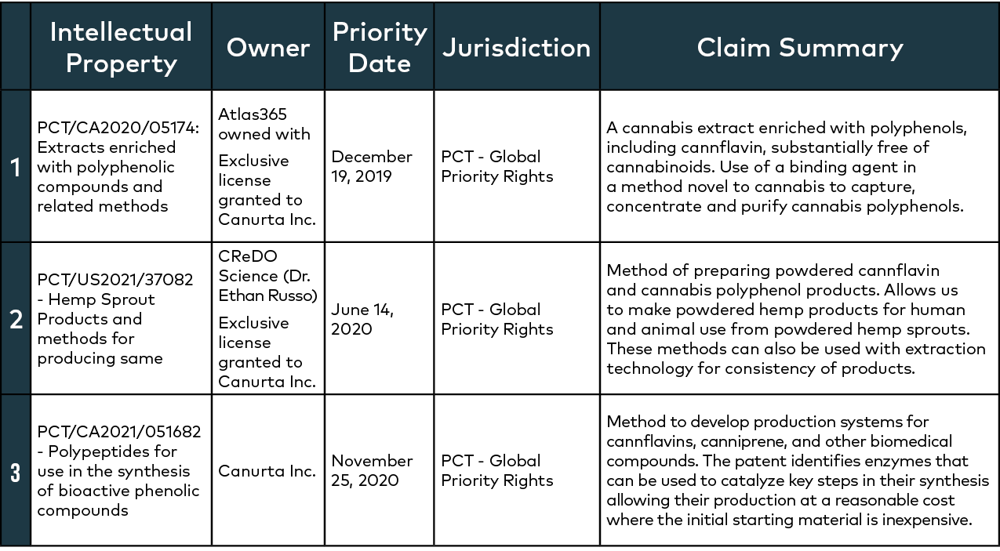 Intellectual
Property
Owner
Priority
Date
Jurisdiction
Claim Summary
1
PCT/CA2020/05174:
Extracts enriched
with polyphenolic
compounds and
related methods
Atlas365
owned with
Exclusive
license
granted to
Canurta Inc.
December
19, 2019
PCT - Global
Priority Rights
A cannabis extract enriched with polyphenols,
including cannflavin, substantially free of
cannabinoids. Use of a binding agent in
a method novel to cannabis to capture,
concentrate and purify cannabis polyphenols.
2
PCT/US2021/37082
- Hemp Sprout
Products and
methods for
producing same
CReDO
Science (Dr.
Ethan Russo)
Exclusive
license
granted to
Canurta Inc.
June 14,
2020
PCT - Global
Priority Rights
Method of preparing powdered cannflavin
and cannabis polyphenol products. Allows us
to make powdered hemp products for human
and animal use from powdered hemp sprouts.
These methods can also be used with extraction
technology for consistency of products.
3
PCT/CA2021/051682
- Polypeptides for
use in the synthesis
of bioactive phenolic
compounds
Canurta Inc.
November
25, 2020
PCT - Global
Priority Rights
Method to develop production systems for
cannflavins, canniprene, and other biomedical
compounds. The patent identifies enzymes that
can be used to catalyze key steps in their synthesis
allowing their production at a reasonable cost
where the initial starting material is inexpensive.